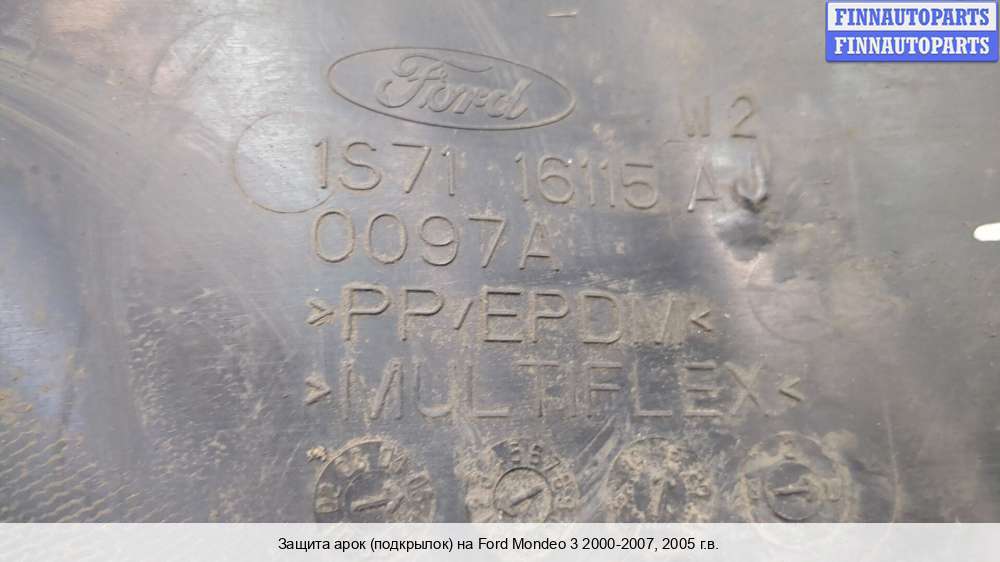 FINNAUTOPARTS
FINNAUTOPARTS
Ford
W2
1S71 16115 AJ
0097A
>PP/EPDM<
>MULTIFLEX<
Защита арок (подкрылок) на Ford Mondeo 3 2000-2007, 2005 г.в.